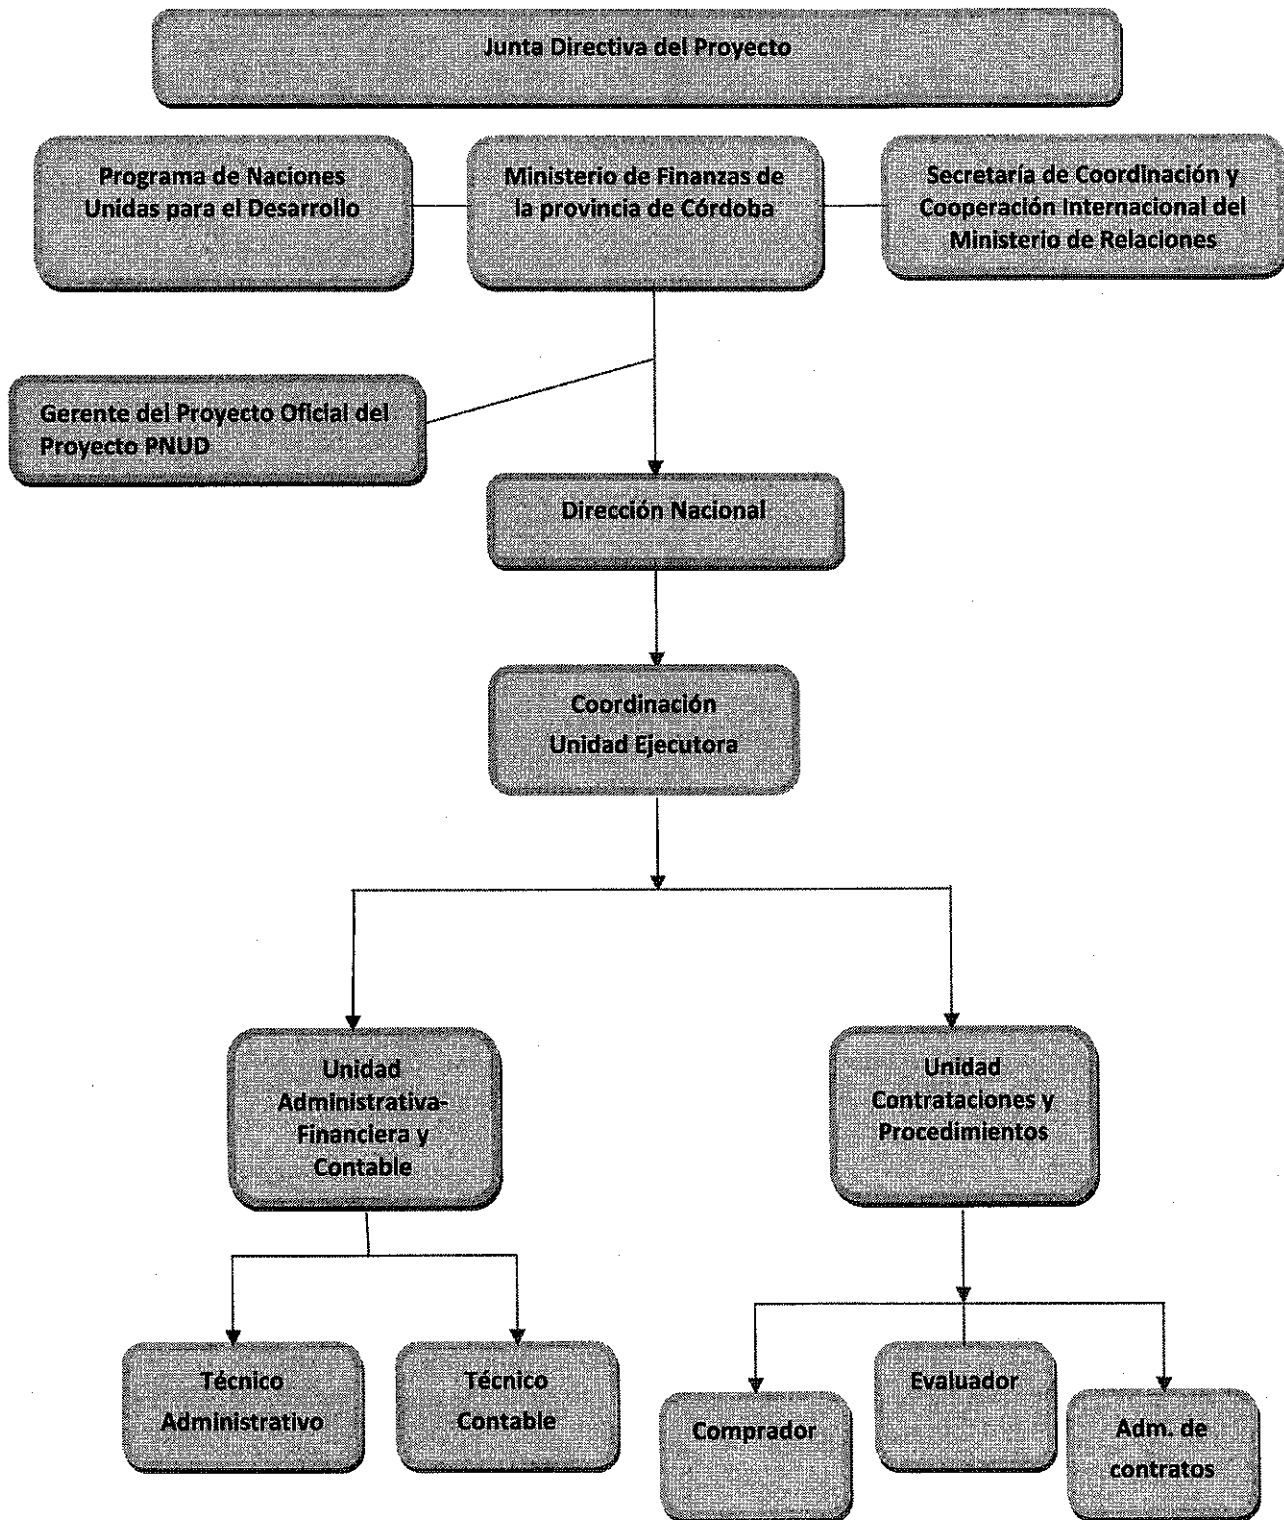 Junta Directiva del Proyecto
Programa de Naciones
Unidas para el Desarrollo
Ministerio de Finanzas de
la provincia de Córdoba
Secretaría de Coordinación y
Cooperación Internacional del
Ministerio de Relaciones
Gerente del Proyecto Oficial del
Proyecto PNUD
Dirección Nacional
Coordinación
Unidad Ejecutora
Unidad
Administrativa-
Financiera y
Contable
Unidad
Contrataciones y
Procedimientos
Técnico
Administrativo
Técnico
Contable
Comprador
Evaluador
Adm. de
contratos